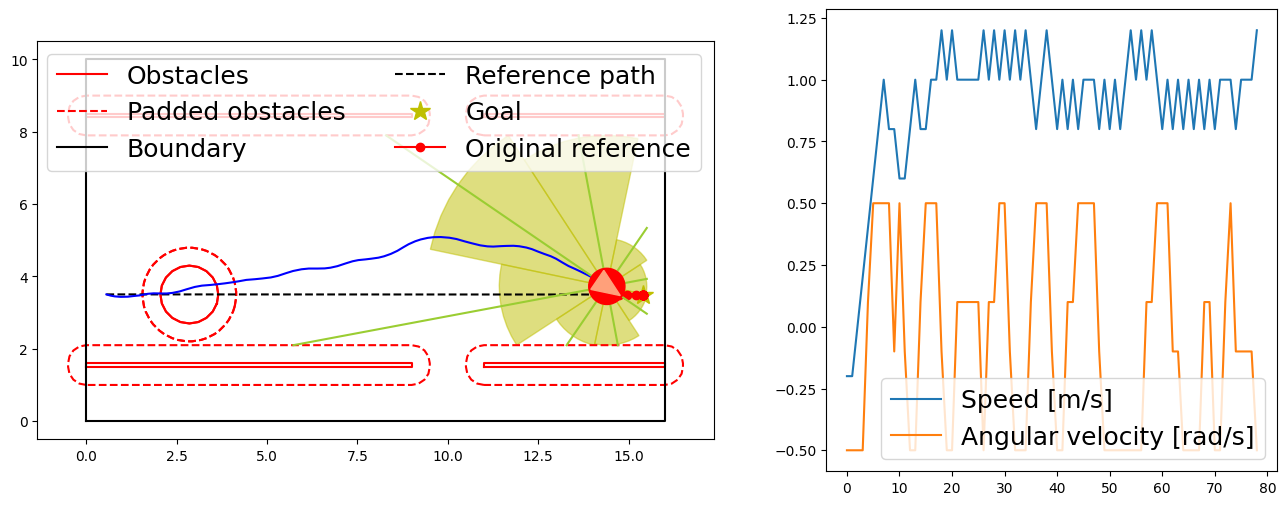 10
8
6
4
2
0
0.0 2.5 5.0 7.5 10.0 12.5 15.0
Obstacles
Padded obstacles
Boundary
Reference path
Goal
Original reference
1.25
1.00
0.75
0.50
0.25
0.00
−0.25
−0.50
0 10 20 30 40 50 60 70 80
Speed [m/s]
Angular velocity [rad/s]